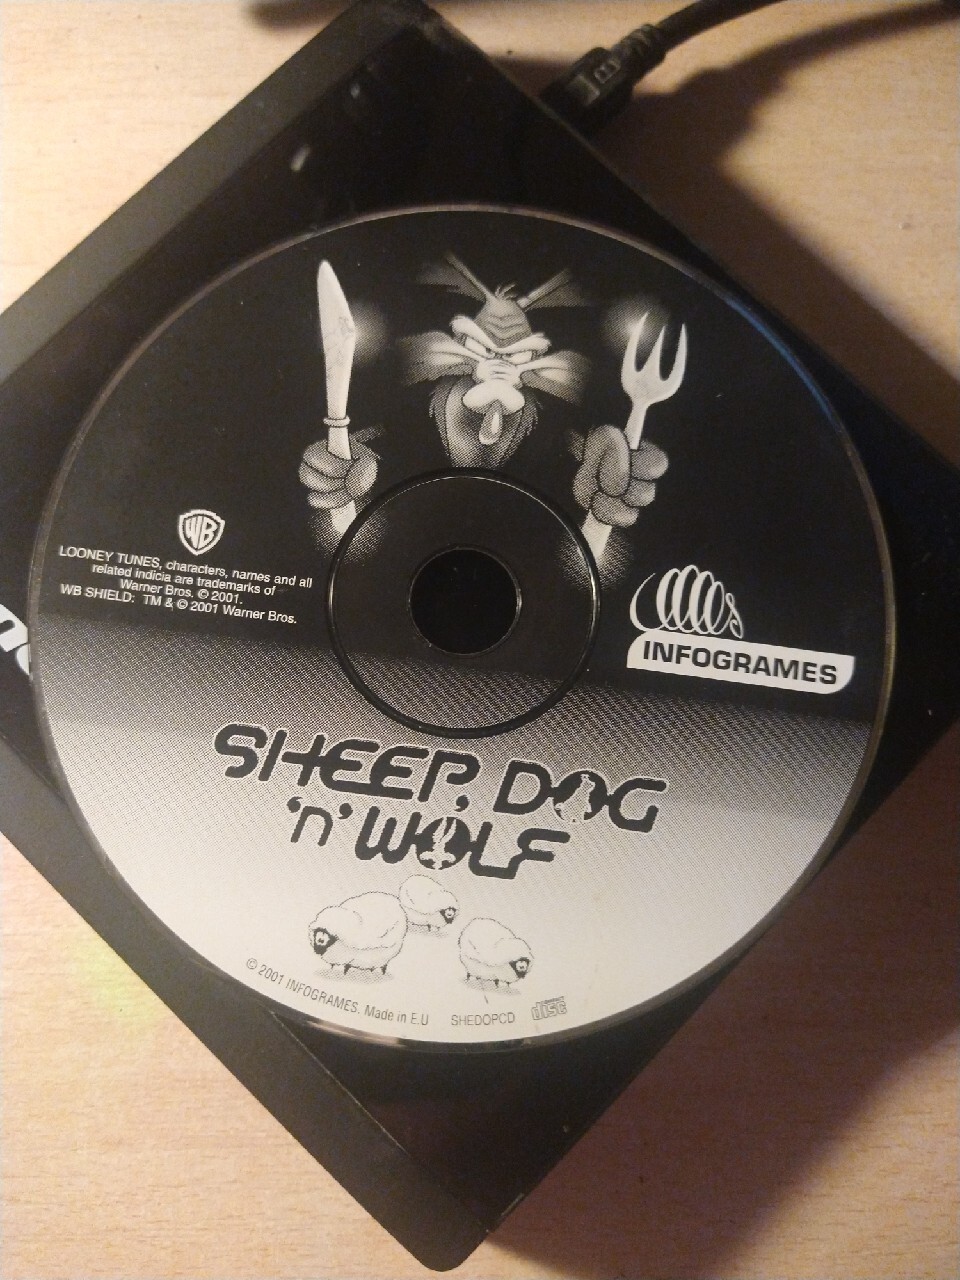 WB
LOONEY TUNES, characters, names and all
related indicia are trademarks of
Warner Bros. © 2001.
WB SHIELD: TM & © 2001 Warner Bros.
INFOGRAMES
SHEEP, DOG
'n' WOLF
© 2001 INFOGRAMES. Made in E.U
SHEDOPCD
disc